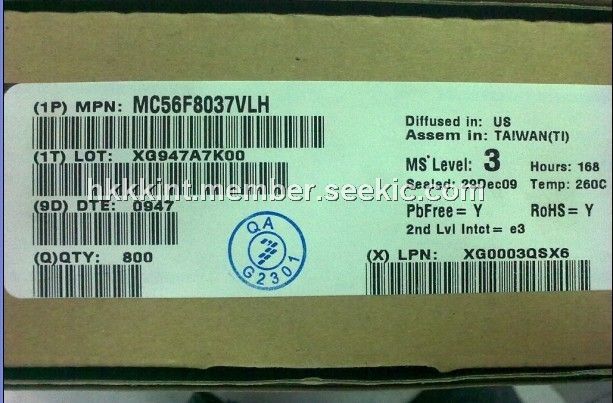 (1P) MPN: MC56F8037VLH
(1T) LOT: XG947A7K00
(9D) DTE: 0947
(Q)QTY: 800
QA
G2301
Diffused in: US
Assem in: TAIWAN(TI)
MS Level: 3 Hours: 168
Sealed: 29Dec09 Temp: 260C
PbFree = Y RoHS = Y
2nd Lvl Intct = e3
(X) LPN: XG0003QSX6
hkkkint.member.seekic.com